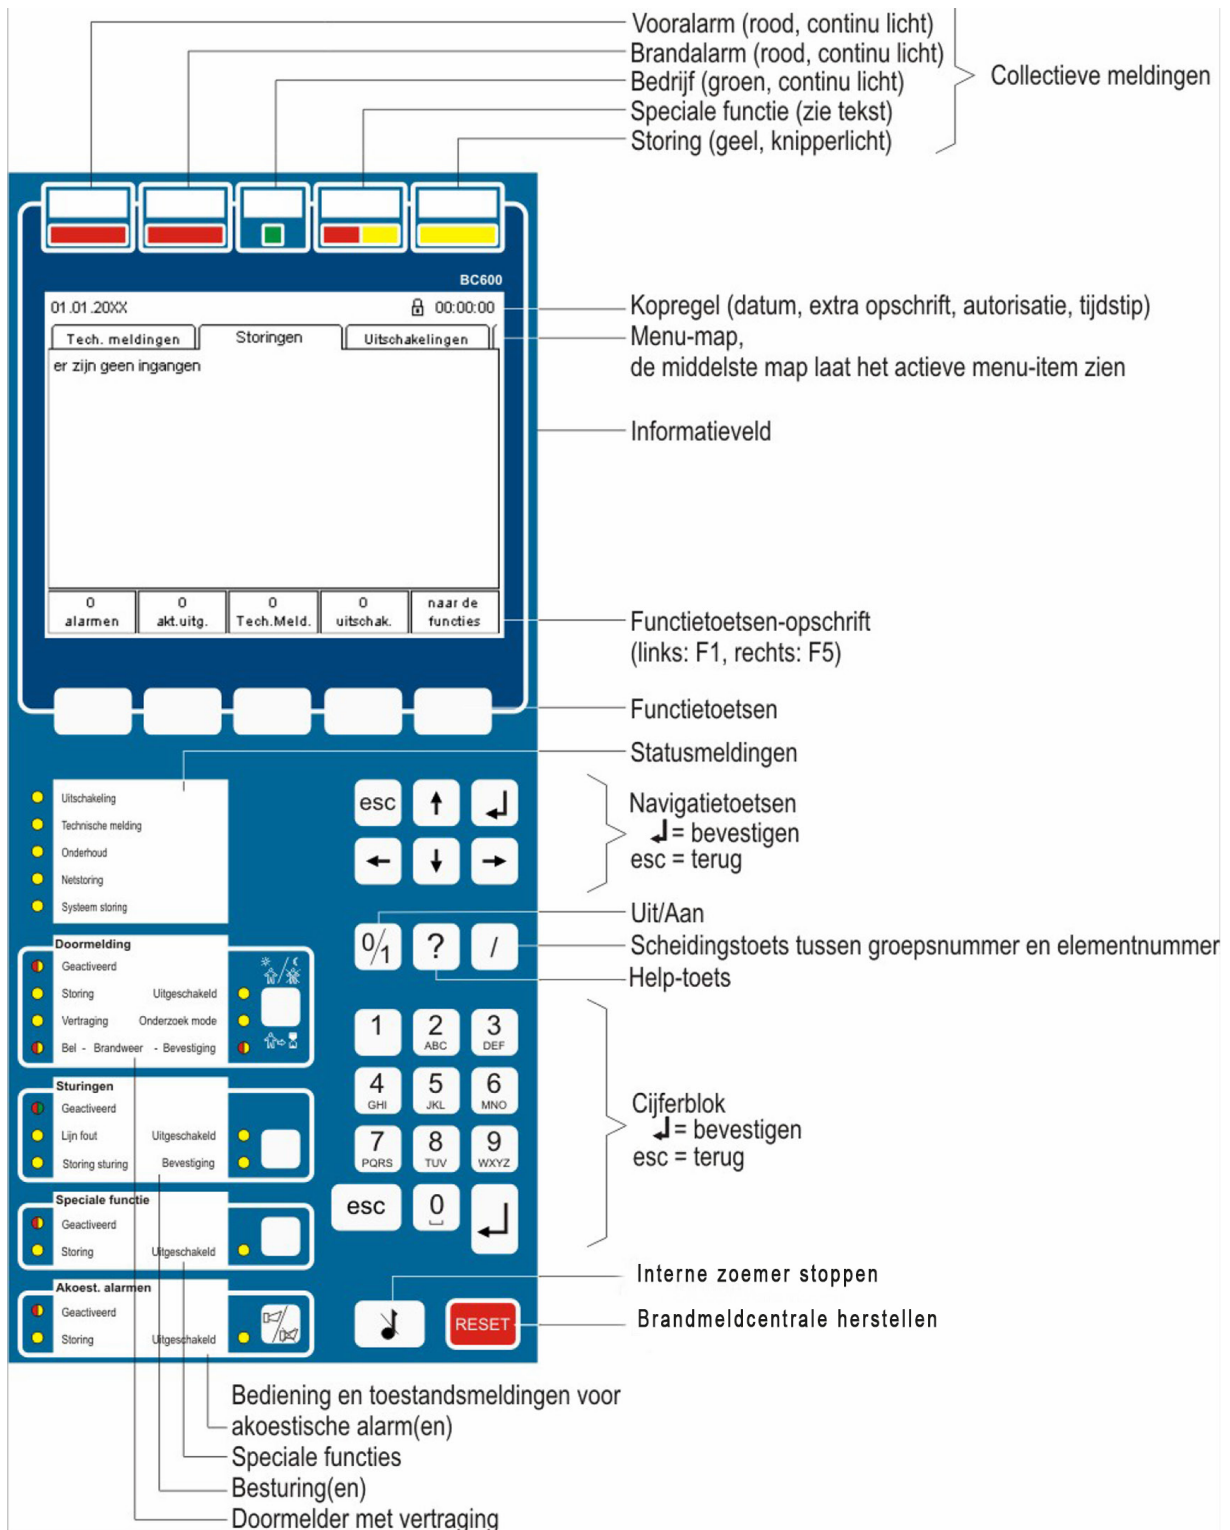 Vooralarm (rood, continu licht)
Brandalarm (rood, continu licht)
Bedrijf (groen, continu licht)
Speciale functie (zie tekst)
Storing (geel, knipperlicht)
Collectieve meldingen
BC600
01.01.20XX 00:00:00
Kopregel (datum, extra opschrift, autorisatie, tijdstip)
Tech. meldingen Storingen Uitschakelingen
Menu-map,
de middelste map laat het actieve menu-item zien
er zijn geen ingangen
Informatieveld
0 alarmen
0 akt.uitg.
0 Tech.Meld.
0 uitschak.
naar de functies
Functietoetsen-opschrift
(links: F1, rechts: F5)
Functietoetsen
Statusmeldingen
Uitschakeling
Technische melding
Onderhoud
Netstoring
Systeem storing
esc ↑ ↵
← ↓ →
Navigatietoetsen
↵ = bevestigen
esc = terug
Uit/Aan
0/1 ? /
Scheidingstoets tussen groepsnummer en elementnummer
Help-toets
Doormelding
Geactiveerd
Storing Uitgeschakeld
Vertraging Onderzoek mode
Bel - Brandweer - Bevestiging
1 2 ABC 3 DEF
4 GHI 5 JKL 6 MNO
7 PQRS 8 TUV 9 WXYZ
esc 0 ↵
Cijferblok
↵ = bevestigen
esc = terug
Sturingen
Geactiveerd
Lijn fout Uitgeschakeld
Storing sturing Bevestiging
Speciale functie
Geactiveerd
Storing Uitgeschakeld
Akoest. alarmen
Geactiveerd
Storing Uitgeschakeld
Interne zoemer stoppen
RESET
Brandmeldcentrale herstellen
Bediening en toestandsmeldingen voor
akoestische alarm(en)
Speciale functies
Besturing(en)
Doormelder met vertraging